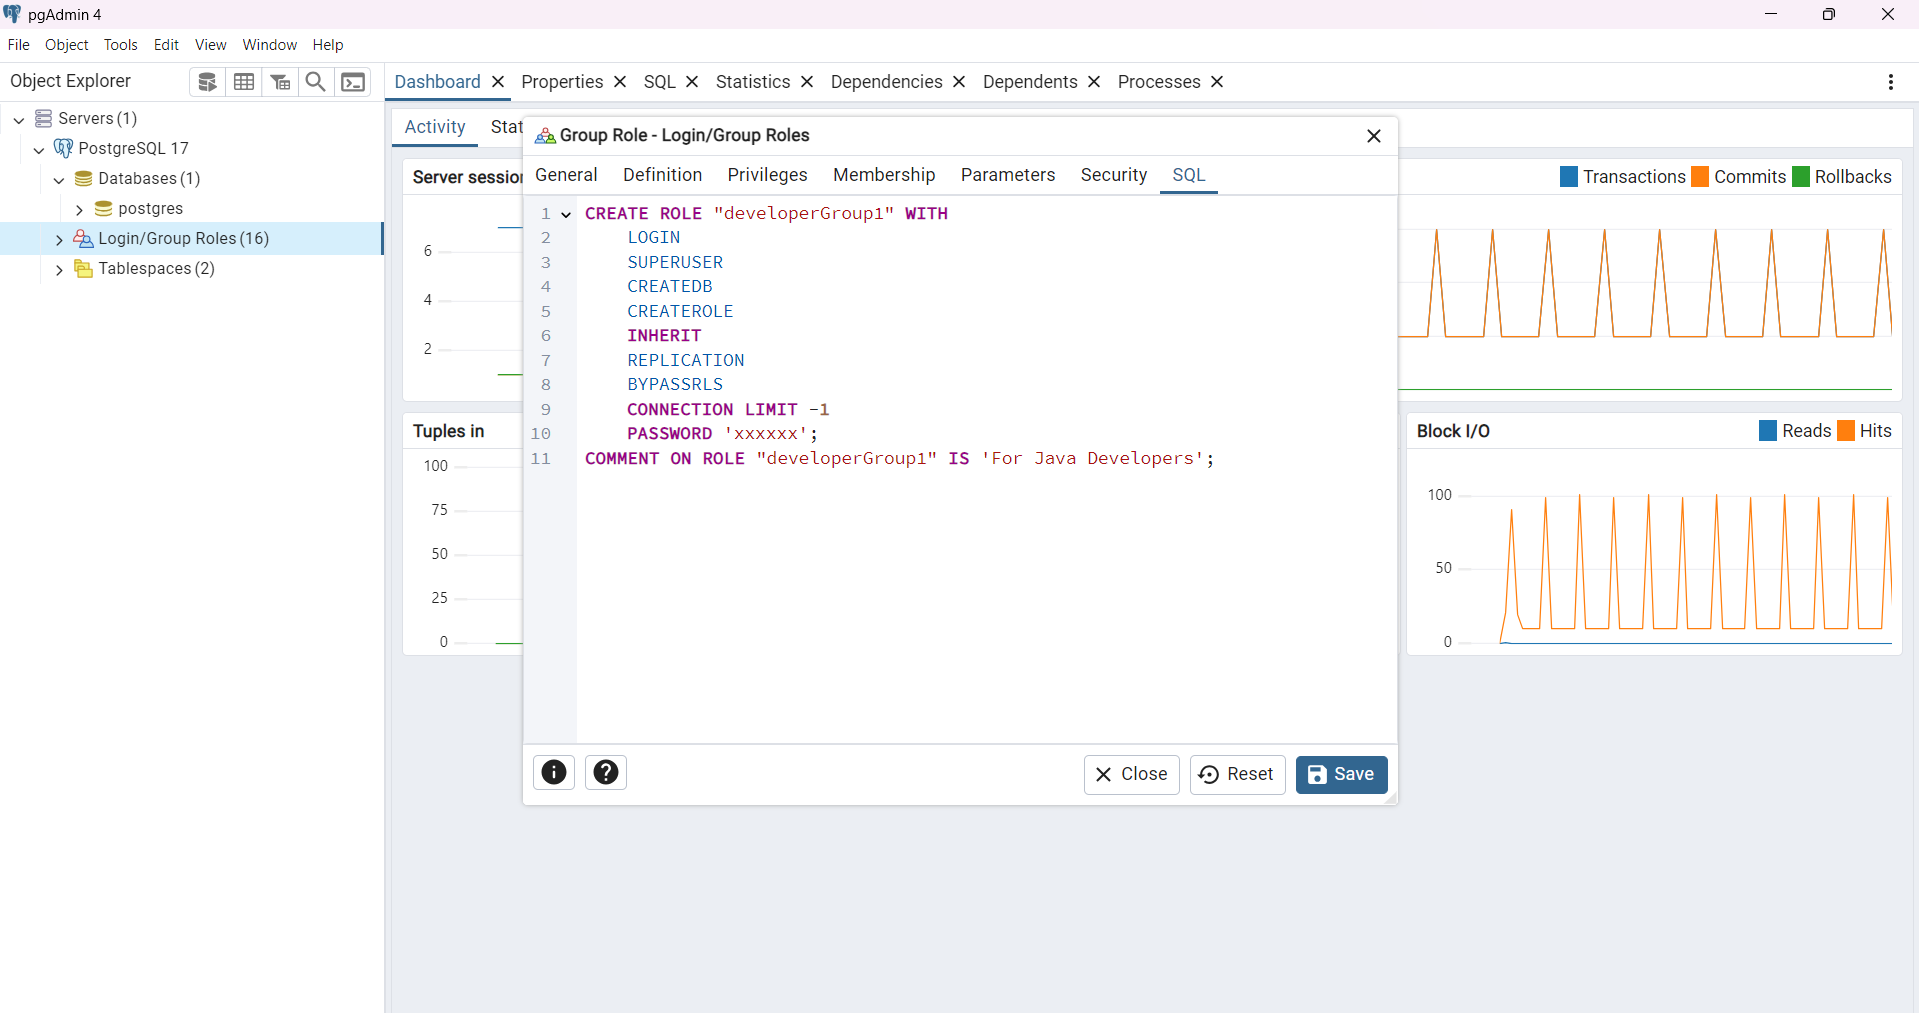 pgAdmin 4
File Object Tools Edit View Window Help
Object Explorer
Dashboard Properties SQL Statistics Dependencies Dependents Processes
Servers (1)
PostgreSQL 17
Databases (1)
postgres
Login/Group Roles (16)
Tablespaces (2)
Activity Stat
Server session
6
4
2
Transactions Commits Rollbacks
Tuples in
100
75
50
25
0
Block I/O
Reads Hits
100
50
0
Group Role - Login/Group Roles
General Definition Privileges Membership Parameters Security SQL
1 CREATE ROLE "developerGroup1" WITH
2 LOGIN
3 SUPERUSER
4 CREATEDB
5 CREATEROLE
6 INHERIT
7 REPLICATION
8 BYPASSRLS
9 CONNECTION LIMIT -1
10 PASSWORD 'xxxxxx';
11 COMMENT ON ROLE "developerGroup1" IS 'For Java Developers';
Close Reset Save